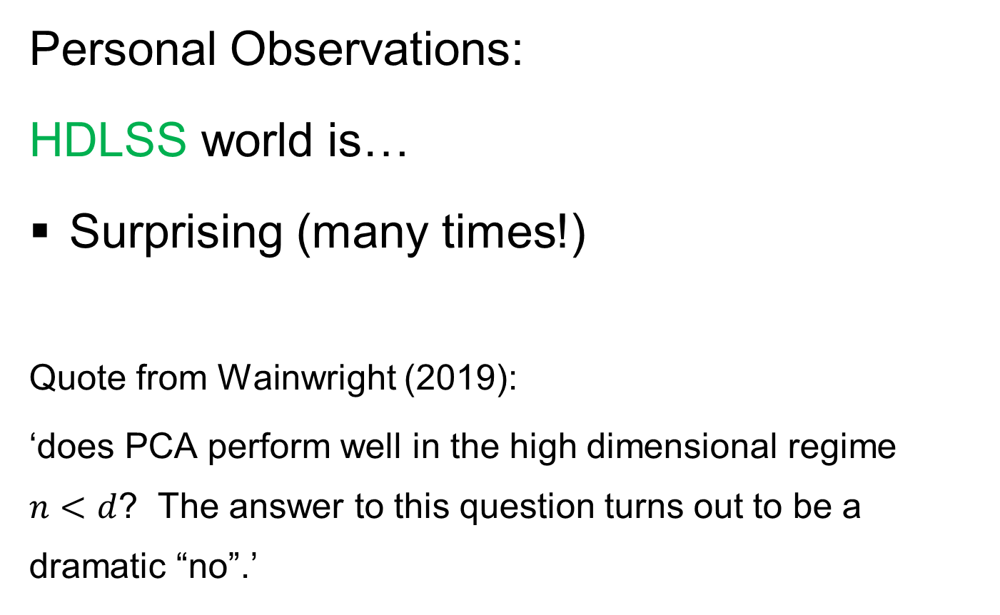 Personal Observations:
HDLSS world is…
▪ Surprising (many times!)
Quote from Wainwright (2019):
‘does PCA perform well in the high dimensional regime
𝑛 < 𝑑? The answer to this question turns out to be a
dramatic “no”.’